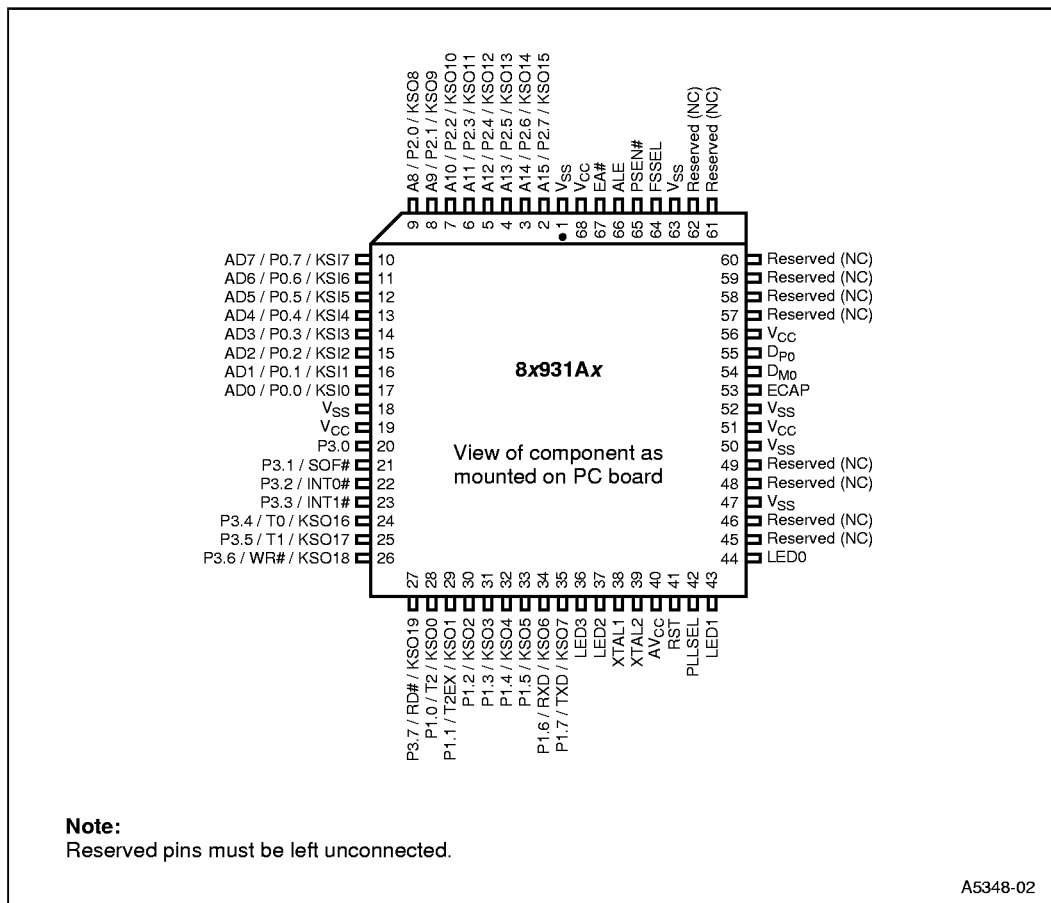 A8 / P2.0 / KSO8
A9 / P2.1 / KSO9
A10 / P2.2 / KSO10
A11 / P2.3 / KSO11
A12 / P2.4 / KSO12
A13 / P2.5 / KSO13
A14 / P2.6 / KSO14
A15 / P2.7 / KSO15
VSS
VCC
EA#
ALE
PSEN#
FSSEL
VSS
Reserved (NC)
Reserved (NC)
9 8 7 6 5 4 3 2 1 68 67 66 65 64 63 62 61
AD7 / P0.7 / KSI7 10
AD6 / P0.6 / KSI6 11
AD5 / P0.5 / KSI5 12
AD4 / P0.4 / KSI4 13
AD3 / P0.3 / KSI3 14
AD2 / P0.2 / KSI2 15
AD1 / P0.1 / KSI1 16
AD0 / P0.0 / KSI0 17
VSS 18
VCC 19
P3.0 20
P3.1 / SOF# 21
P3.2 / INT0# 22
P3.3 / INT1# 23
P3.4 / T0 / KSO16 24
P3.5 / T1 / KSO17 25
P3.6 / WR# / KSO18 26
8x931Ax
View of component as
mounted on PC board
60 Reserved (NC)
59 Reserved (NC)
58 Reserved (NC)
57 Reserved (NC)
56 VCC
55 DP0
54 DM0
53 ECAP
52 VSS
51 VCC
50 VSS
49 Reserved (NC)
48 Reserved (NC)
47 VSS
46 Reserved (NC)
45 Reserved (NC)
44 LED0
27 28 29 30 31 32 33 34 35 36 37 38 39 40 41 42 43
P3.7 / RD# / KSO19
P1.0 / T2 / KSO0
P1.1 / T2EX / KSO1
P1.2 / KSO2
P1.3 / KSO3
P1.4 / KSO4
P1.5 / KSO5
P1.6 / RXD / KSO6
P1.7 / TXD / KSO7
LED3
LED2
XTAL1
XTAL2
AVCC
RST
PLLSEL
LED1
Note:
Reserved pins must be left unconnected.
A5348-02